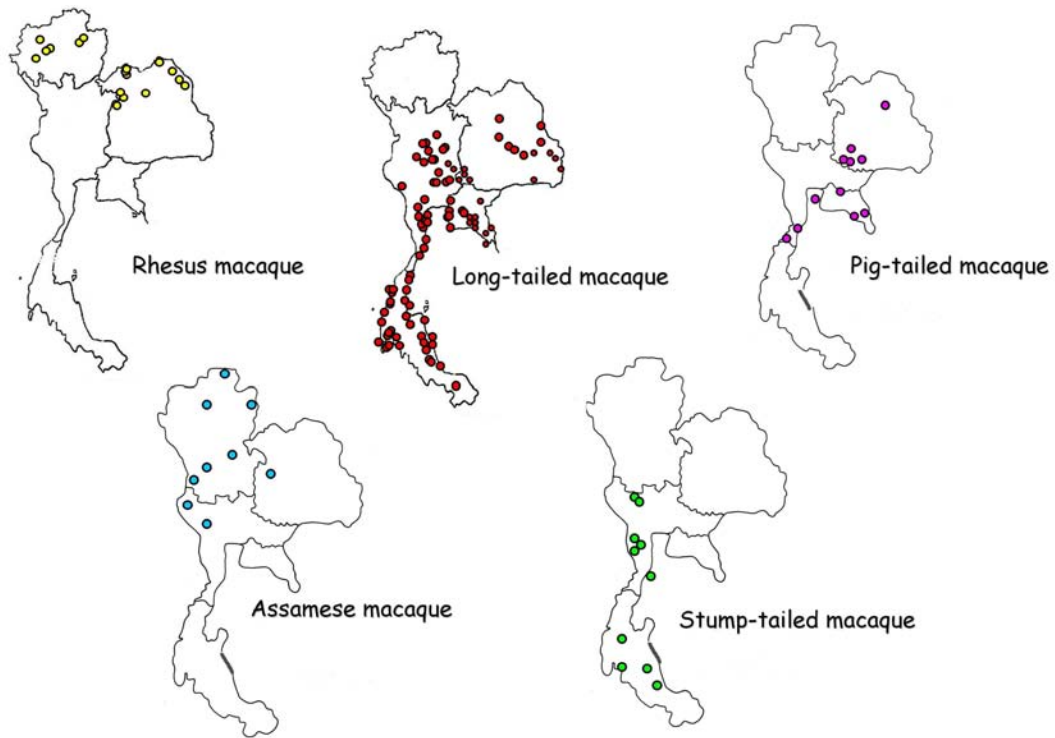 Rhesus macaque
Long-tailed macaque
Pig-tailed macaque
Assamese macaque
Stump-tailed macaque